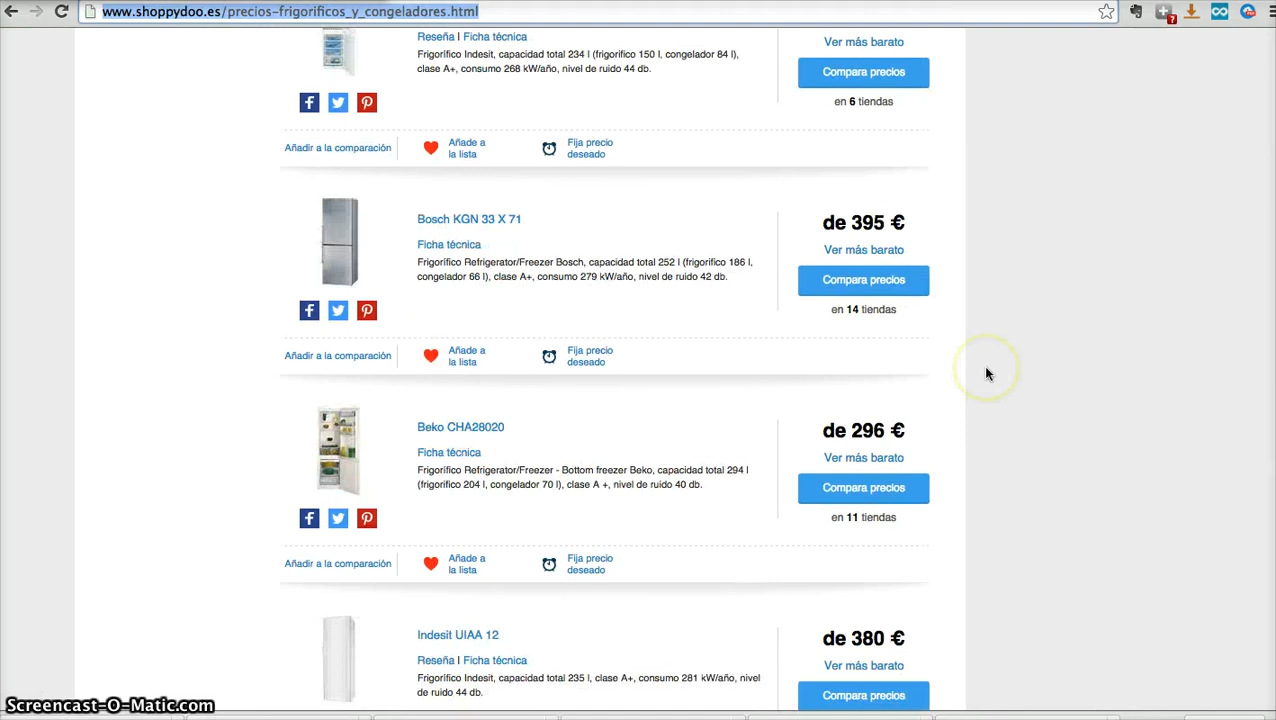 www.shoppydoo.es/precios-frigorificos_y_congeladores.html
Reseña | Ficha técnica
Frigorífico Indesit, capacidad total 234 l (frigorifico 150 l, congelador 84 l),
clase A+, consumo 268 kW/año, nivel de ruido 44 db.
Ver más barato
Compara precios
en 6 tiendas
Añadir a la comparación
Añade a
la lista
Fija precio
deseado
Bosch KGN 33 X 71
Ficha técnica
Frigorífico Refrigerator/Freezer Bosch, capacidad total 252 l (frigorifico 186 l,
congelador 66 l), clase A+, consumo 279 kW/año, nivel de ruido 42 db.
de 395 €
Ver más barato
Compara precios
en 14 tiendas
Añadir a la comparación
Añade a
la lista
Fija precio
deseado
Beko CHA28020
Ficha técnica
Frigorífico Refrigerator/Freezer - Bottom freezer Beko, capacidad total 294 l
(frigorifico 204 l, congelador 70 l), clase A +, nivel de ruido 40 db.
de 296 €
Ver más barato
Compara precios
en 11 tiendas
Añadir a la comparación
Añade a
la lista
Fija precio
deseado
Indesit UIAA 12
Reseña | Ficha técnica
Frigorífico Indesit, capacidad total 235 l, clase A+, consumo 281 kW/año, nivel
de ruido 44 db.
de 380 €
Ver más barato
Compara precios
Screencast-O-Matic.com